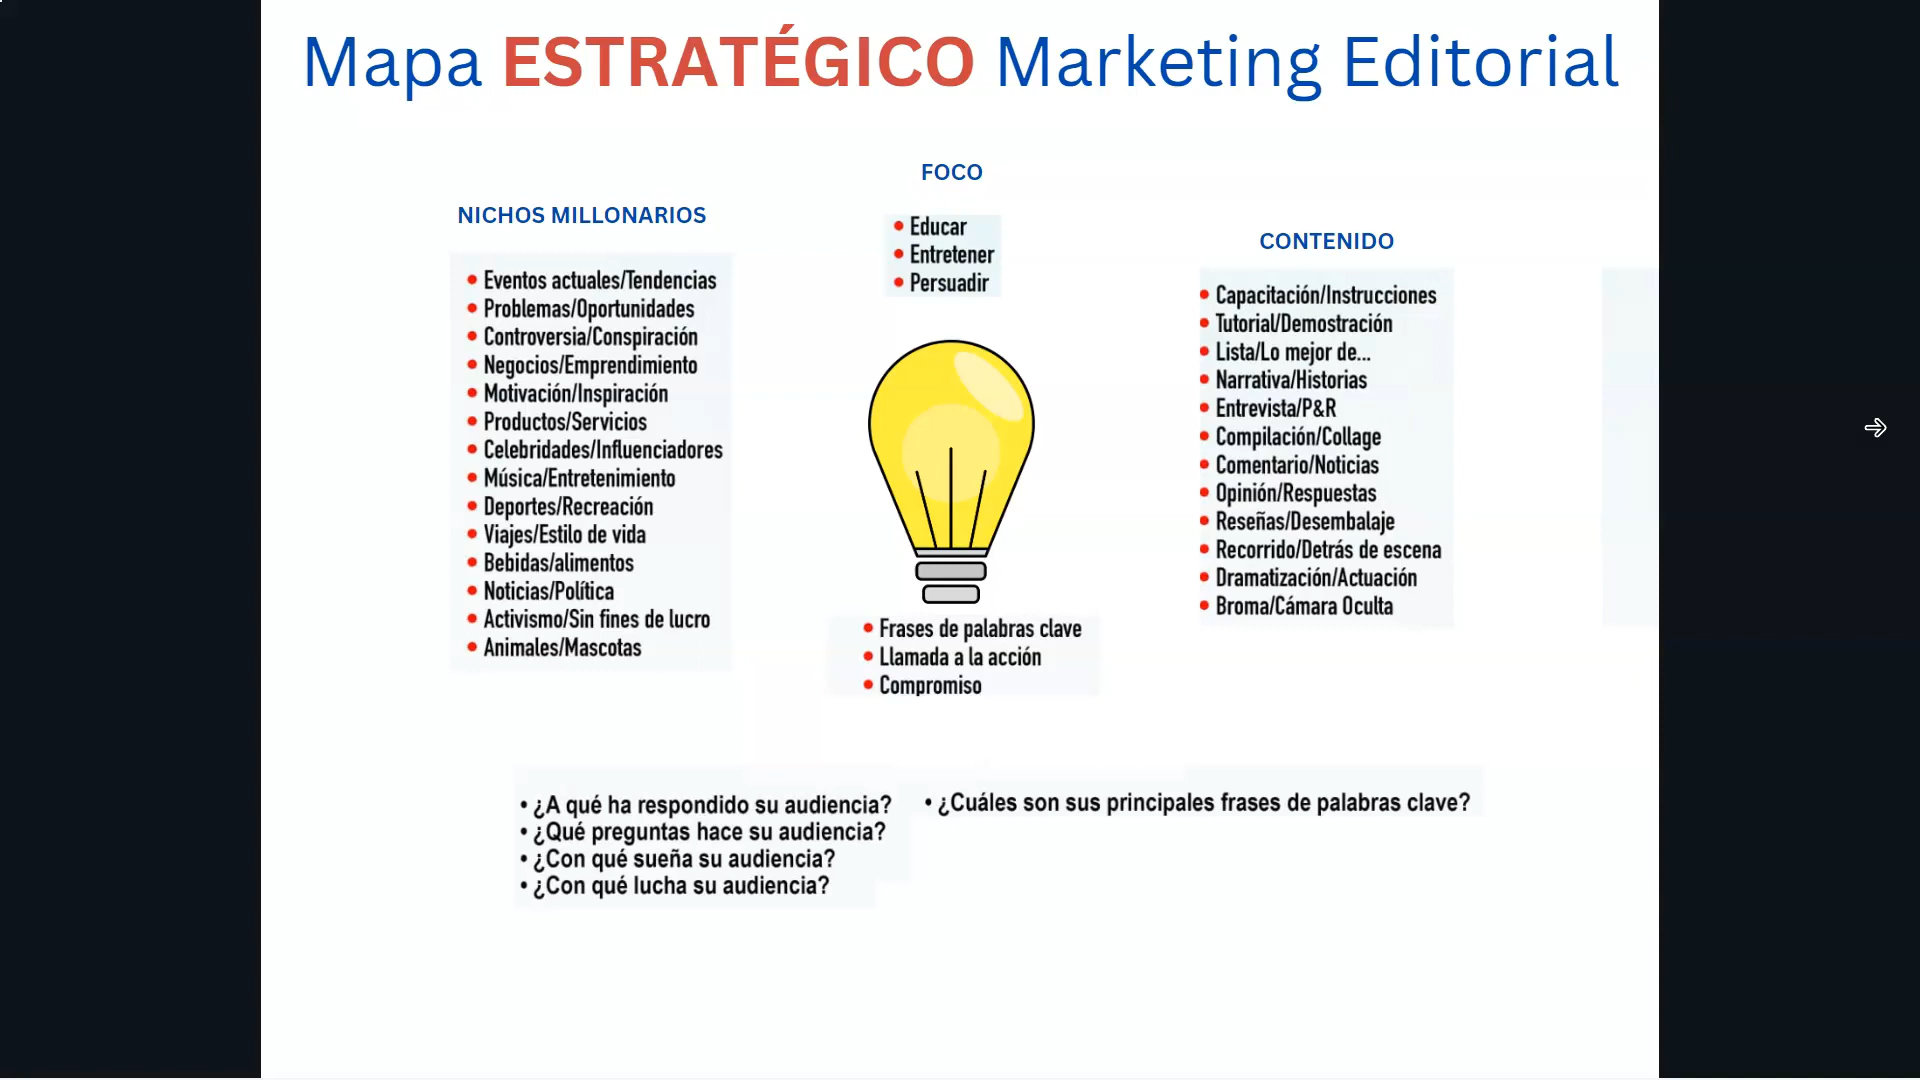 Mapa ESTRATÉGICO Marketing Editorial
NICHOS MILLONARIOS
• Eventos actuales/Tendencias
• Problemas/Oportunidades
• Controversia/Conspiración
• Negocios/Emprendimiento
• Motivación/Inspiración
• Productos/Servicios
• Celebridades/Influenciadores
• Música/Entretenimiento
• Deportes/Recreación
• Viajes/Estilo de vida
• Bebidas/alimentos
• Noticias/Política
• Activismo/Sin fines de lucro
• Animales/Mascotas
FOCO
• Educar
• Entretener
• Persuadir
• Frases de palabras clave
• Llamada a la acción
• Compromiso
CONTENIDO
• Capacitación/Instrucciones
• Tutorial/Demostración
• Lista/Lo mejor de...
• Narrativa/Historias
• Entrevista/P&R
• Compilación/Collage
• Comentario/Noticias
• Opinión/Respuestas
• Reseñas/Desembalaje
• Recorrido/Detrás de escena
• Dramatización/Actuación
• Broma/Cámara Oculta
• ¿A qué ha respondido su audiencia?
• ¿Qué preguntas hace su audiencia?
• ¿Con qué sueña su audiencia?
• ¿Con qué lucha su audiencia?
• ¿Cuáles son sus principales frases de palabras clave?